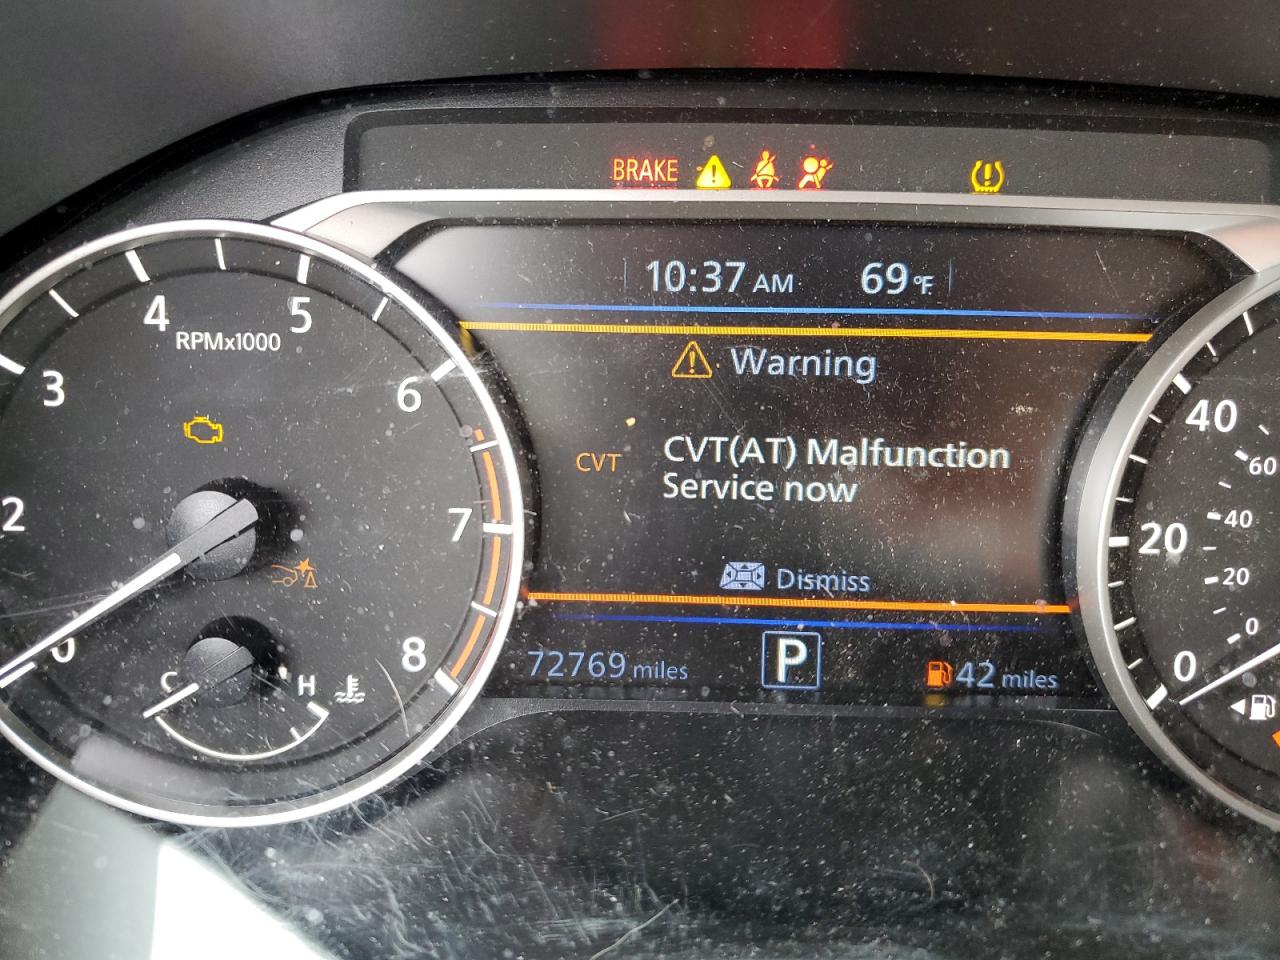 BRAKE
10:37 AM 69°F
Warning
CVT CVT(AT) Malfunction
Service now
Dismiss
72769 miles P 42 miles
RPMx1000
0
2
3
4
5
6
7
8
C H
0
20
40
0
20
40
60